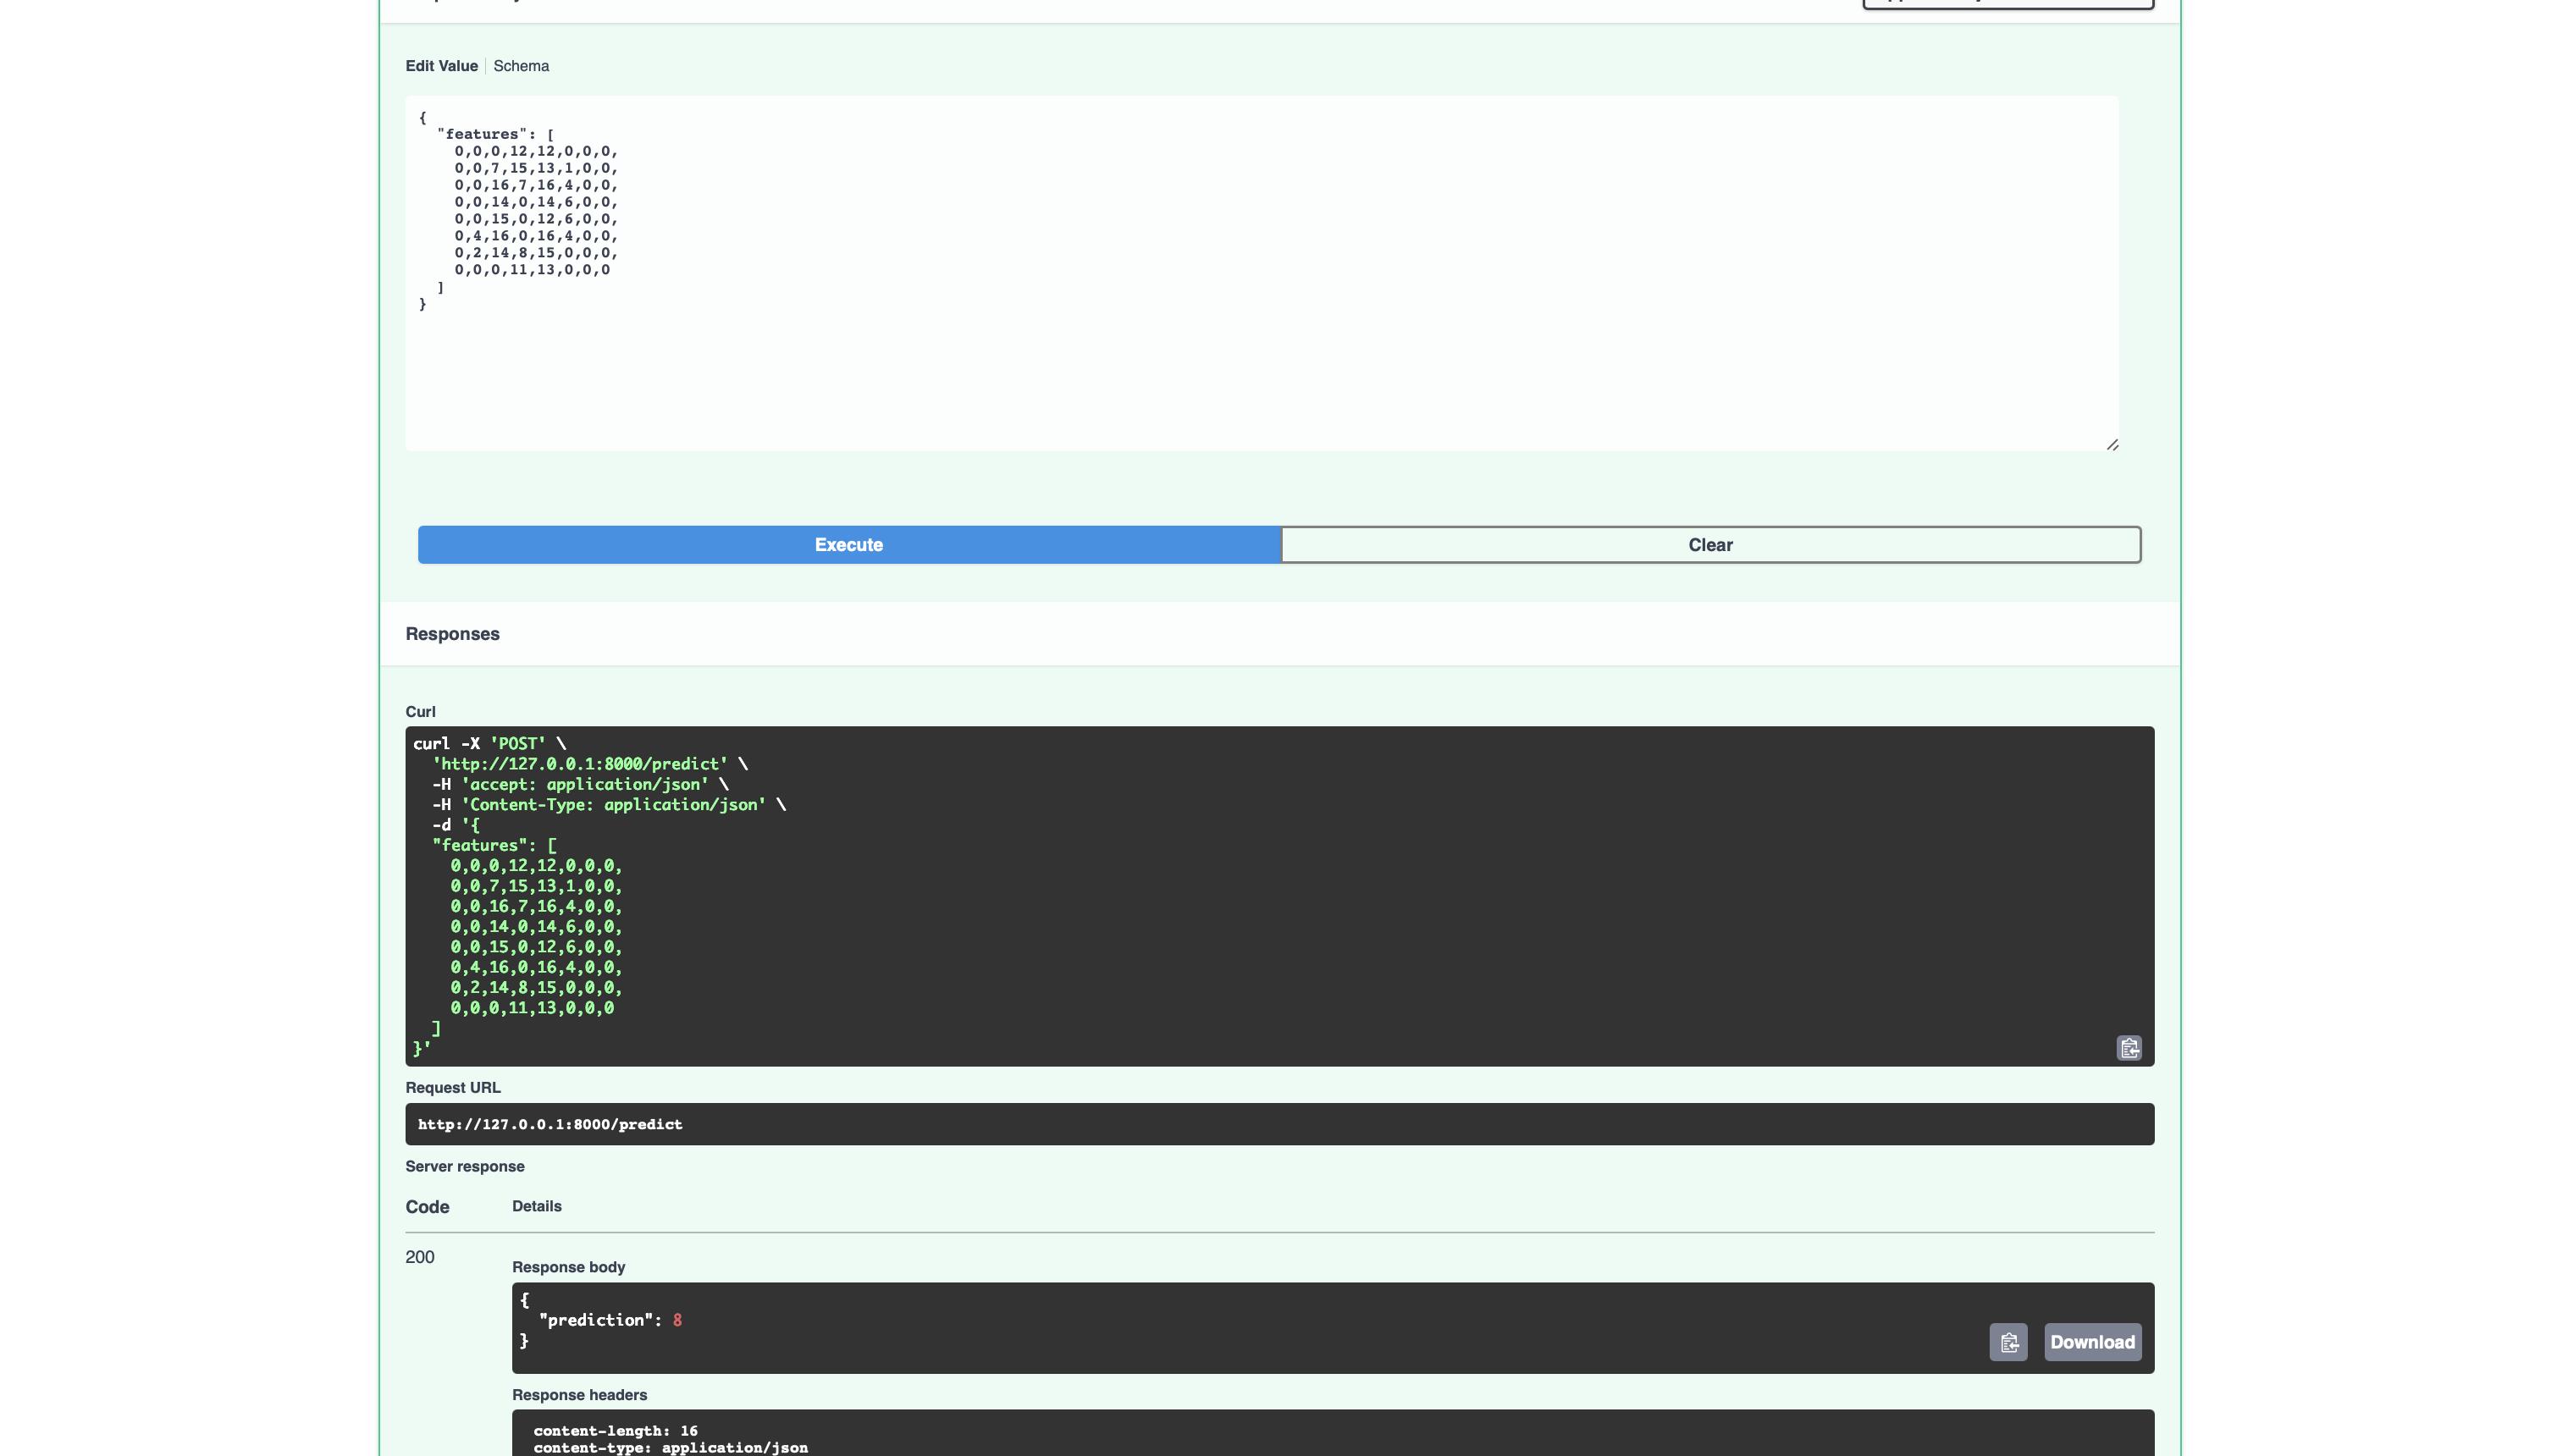 Edit Value Schema
{
"features": [
0,0,0,12,12,0,0,0,
0,0,7,15,13,1,0,0,
0,0,16,7,16,4,0,0,
0,0,14,0,14,6,0,0,
0,0,15,0,12,6,0,0,
0,4,16,0,16,4,0,0,
0,2,14,8,15,0,0,0,
0,0,0,11,13,0,0,0
]
}
Execute Clear
Responses
Curl
curl -X 'POST' \
'http://127.0.0.1:8000/predict' \
-H 'accept: application/json' \
-H 'Content-Type: application/json' \
-d '{
"features": [
0,0,0,12,12,0,0,0,
0,0,7,15,13,1,0,0,
0,0,16,7,16,4,0,0,
0,0,14,0,14,6,0,0,
0,0,15,0,12,6,0,0,
0,4,16,0,16,4,0,0,
0,2,14,8,15,0,0,0,
0,0,0,11,13,0,0,0
]
}'
Request URL
http://127.0.0.1:8000/predict
Server response
Code Details
200
Response body
{
"prediction": 8
}
Download
Response headers
content-length: 16
content-type: application/json